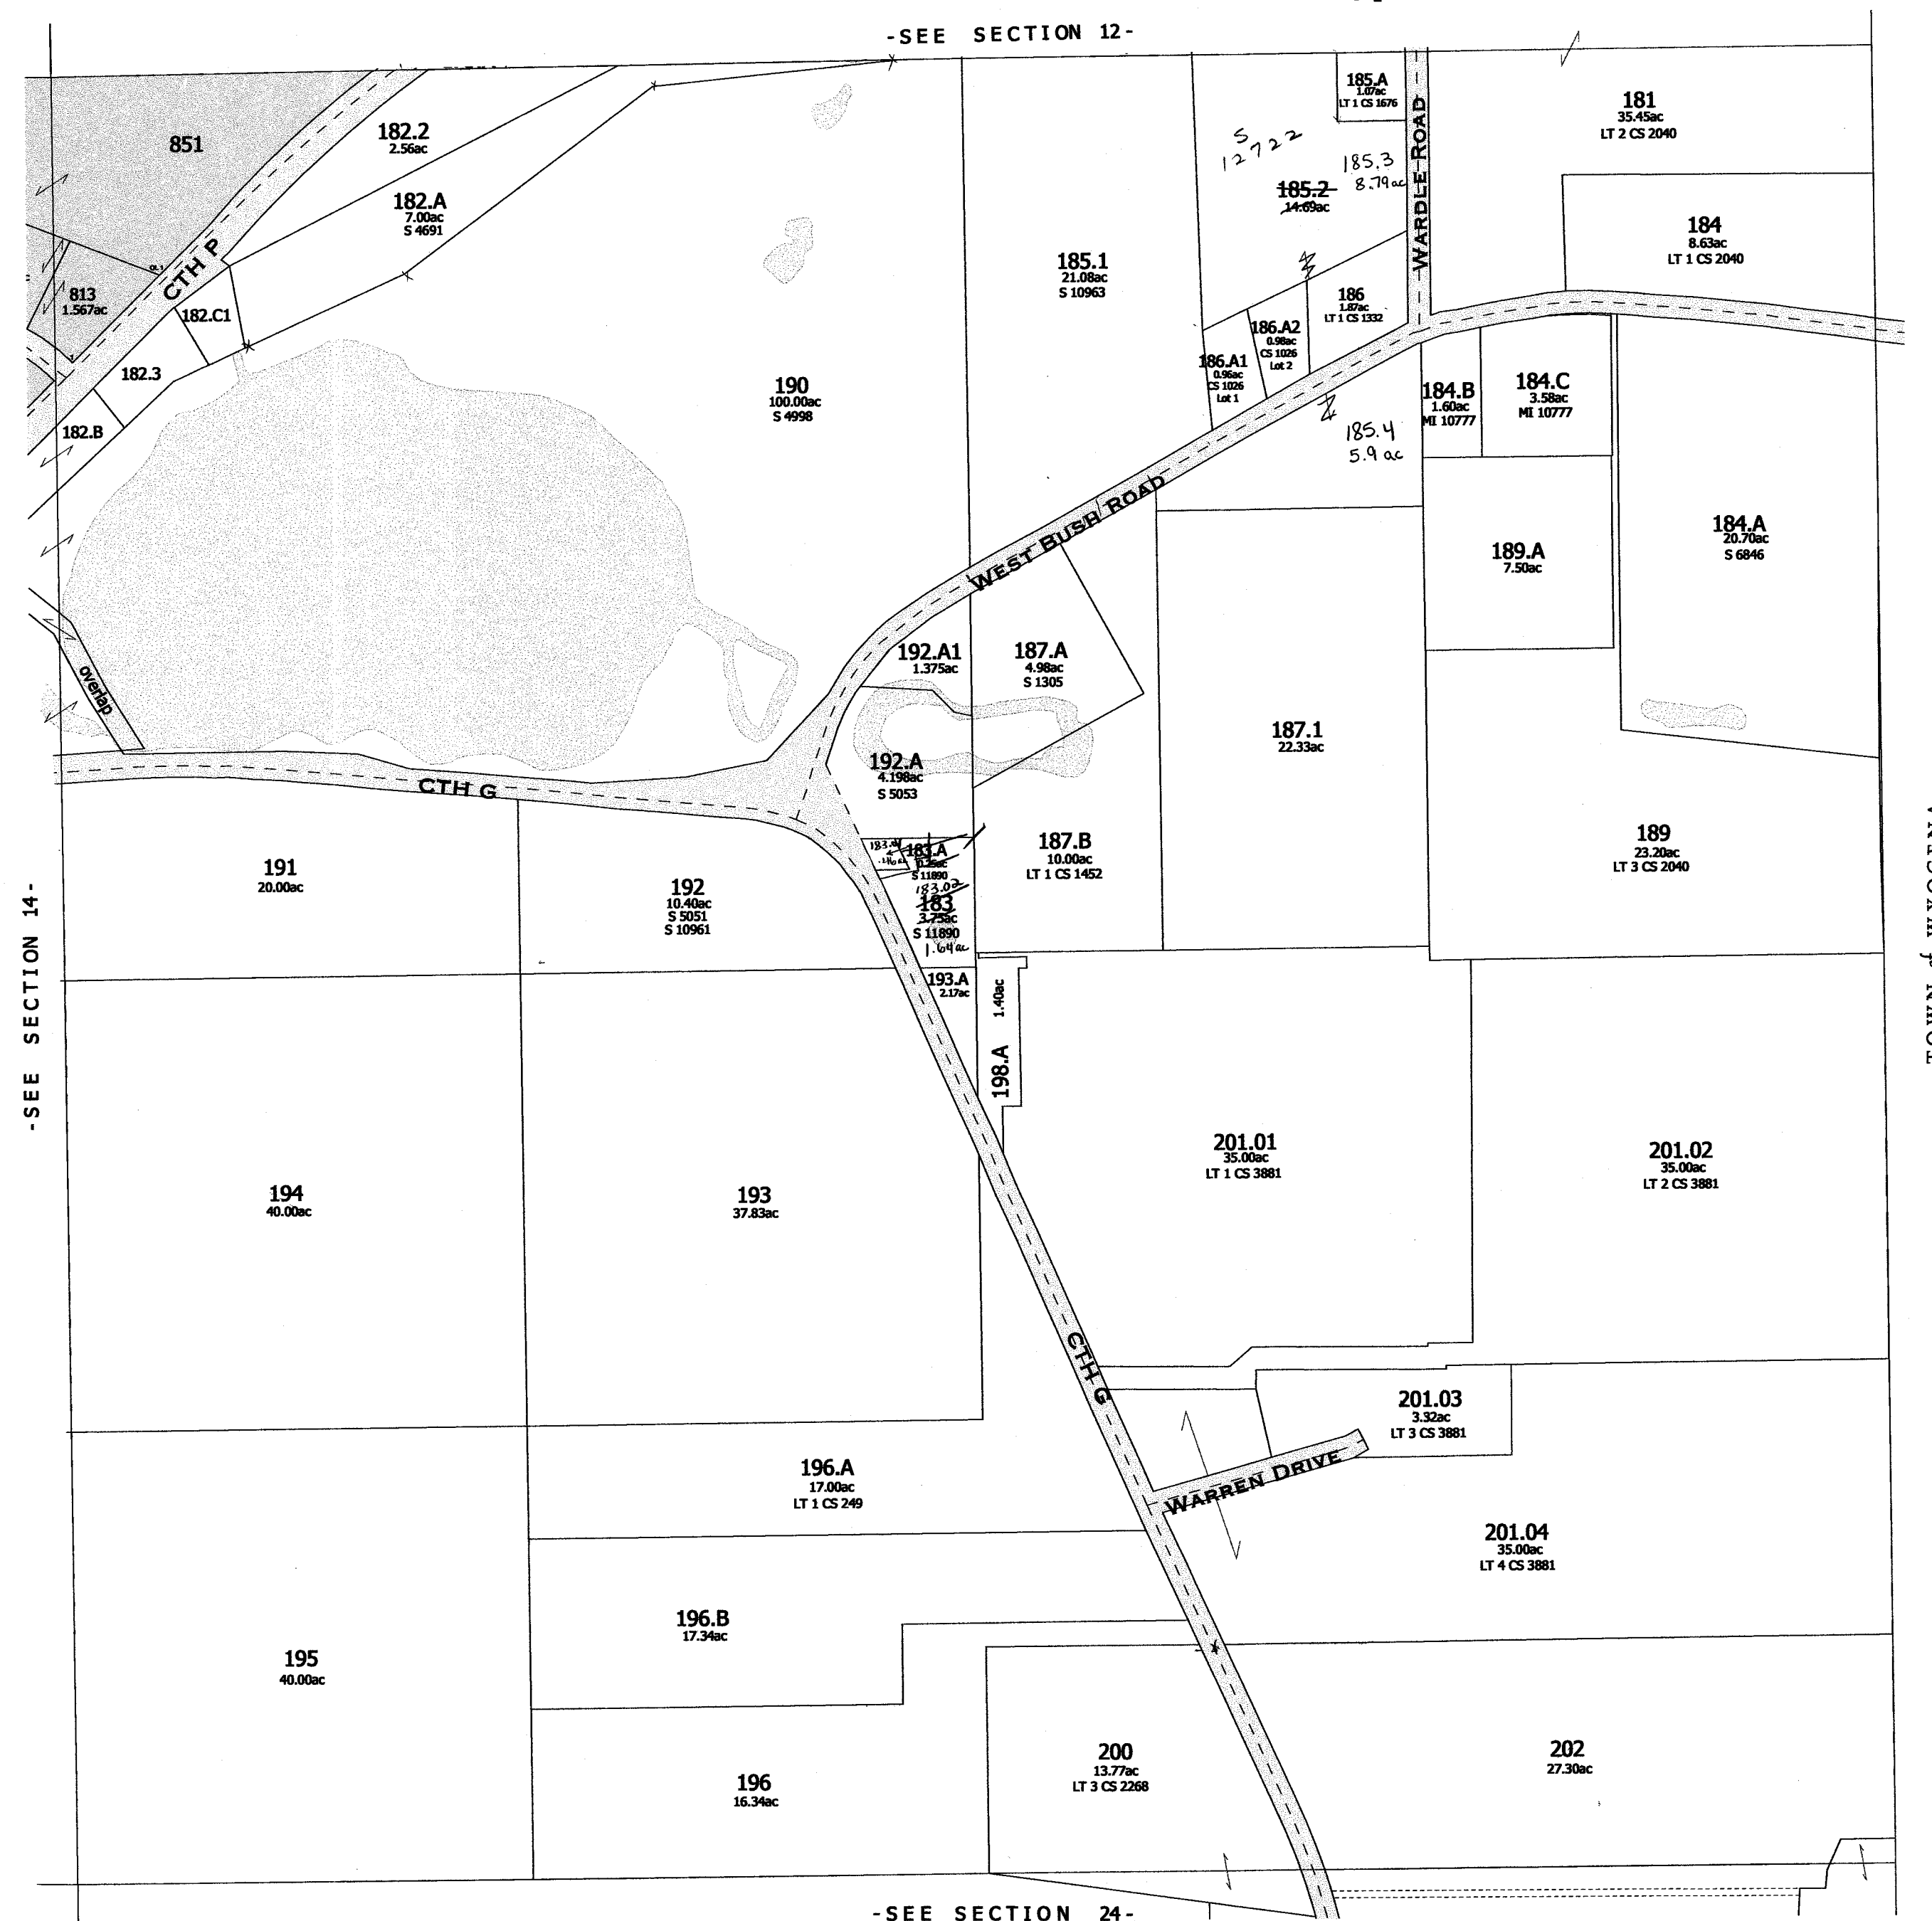 -SEE SECTION 12-
851
182.2
2.56ac
182.A
7.00ac
S 4691
185.A
1.07ac
LT 1 CS 1676
WARDLE ROAD
181
35.45ac
LT 2 CS 2040
S
12722
185.3
8.79ac
185.2
14.69ac
184
8.63ac
LT 1 CS 2040
CTH P
OL 1
813
1.567ac
1
182.C1
182.3
182.B
185.1
21.08ac
S 10963
186
1.87ac
LT 1 CS 1332
186.A2
0.98ac
CS 1026
Lot 2
186.A1
0.96ac
CS 1026
Lot 1
190
100.00ac
S 4998
184.B
1.60ac
MI 10777
184.C
3.58ac
MI 10777
185.4
5.9 ac
WEST BUSH ROAD
184.A
20.70ac
S 6846
189.A
7.50ac
192.A1
1.375ac
187.A
4.98ac
S 1305
overlap
187.1
22.33ac
192.A
4.198ac
S 5053
CTH G
187.B
10.00ac
LT 1 CS 1452
189
23.20ac
LT 3 CS 2040
191
20.00ac
192
10.40ac
S 5051
S 10961
183.A
0.25ac
S 11890
183.02
183
3.75ac
S 11890
1.64ac
-SEE SECTION 14-
193.A
2.17ac
198.A 1.40ac
201.01
35.00ac
LT 1 CS 3881
201.02
35.00ac
LT 2 CS 3881
194
40.00ac
193
37.83ac
CTH G
201.03
3.32ac
LT 3 CS 3881
WARREN DRIVE
196.A
17.00ac
LT 1 CS 249
201.04
35.00ac
LT 4 CS 3881
196.B
17.34ac
195
40.00ac
200
13.77ac
LT 3 CS 2268
202
27.30ac
196
16.34ac
-SEE SECTION 24-